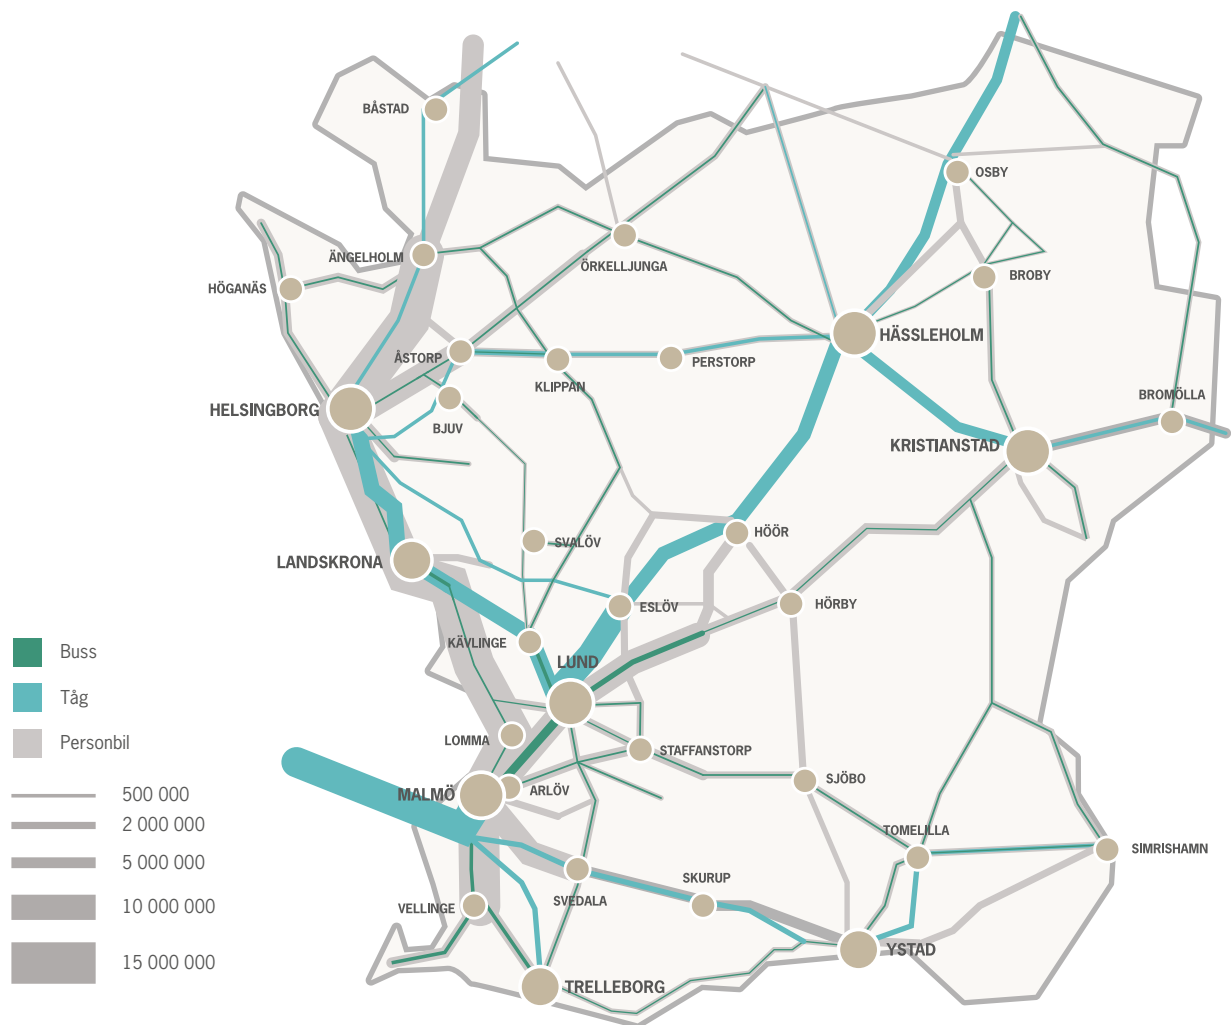 BÅSTAD
OSBY
ÄNGELHOLM
ÖRKELLJUNGA
BROBY
HÖGANÄS
HÄSSLEHOLM
ÅSTORP
PERSTORP
KLIPPAN
BROMÖLLA
HELSINGBORG
BJUV
KRISTIANSTAD
HÖÖR
SVALÖV
LANDSKRONA
ESLÖV
HÖRBY
KÄVLINGE
Buss
LUND
Tåg
LOMMA
Personbil
STAFFANSTORP
SJÖBO
MALMÖ
ARLÖV
500 000
2 000 000
TOMELILLA
SIMRISHAMN
5 000 000
SKURUP
SVEDALA
10 000 000
VELLINGE
YSTAD
15 000 000
TRELLEBORG